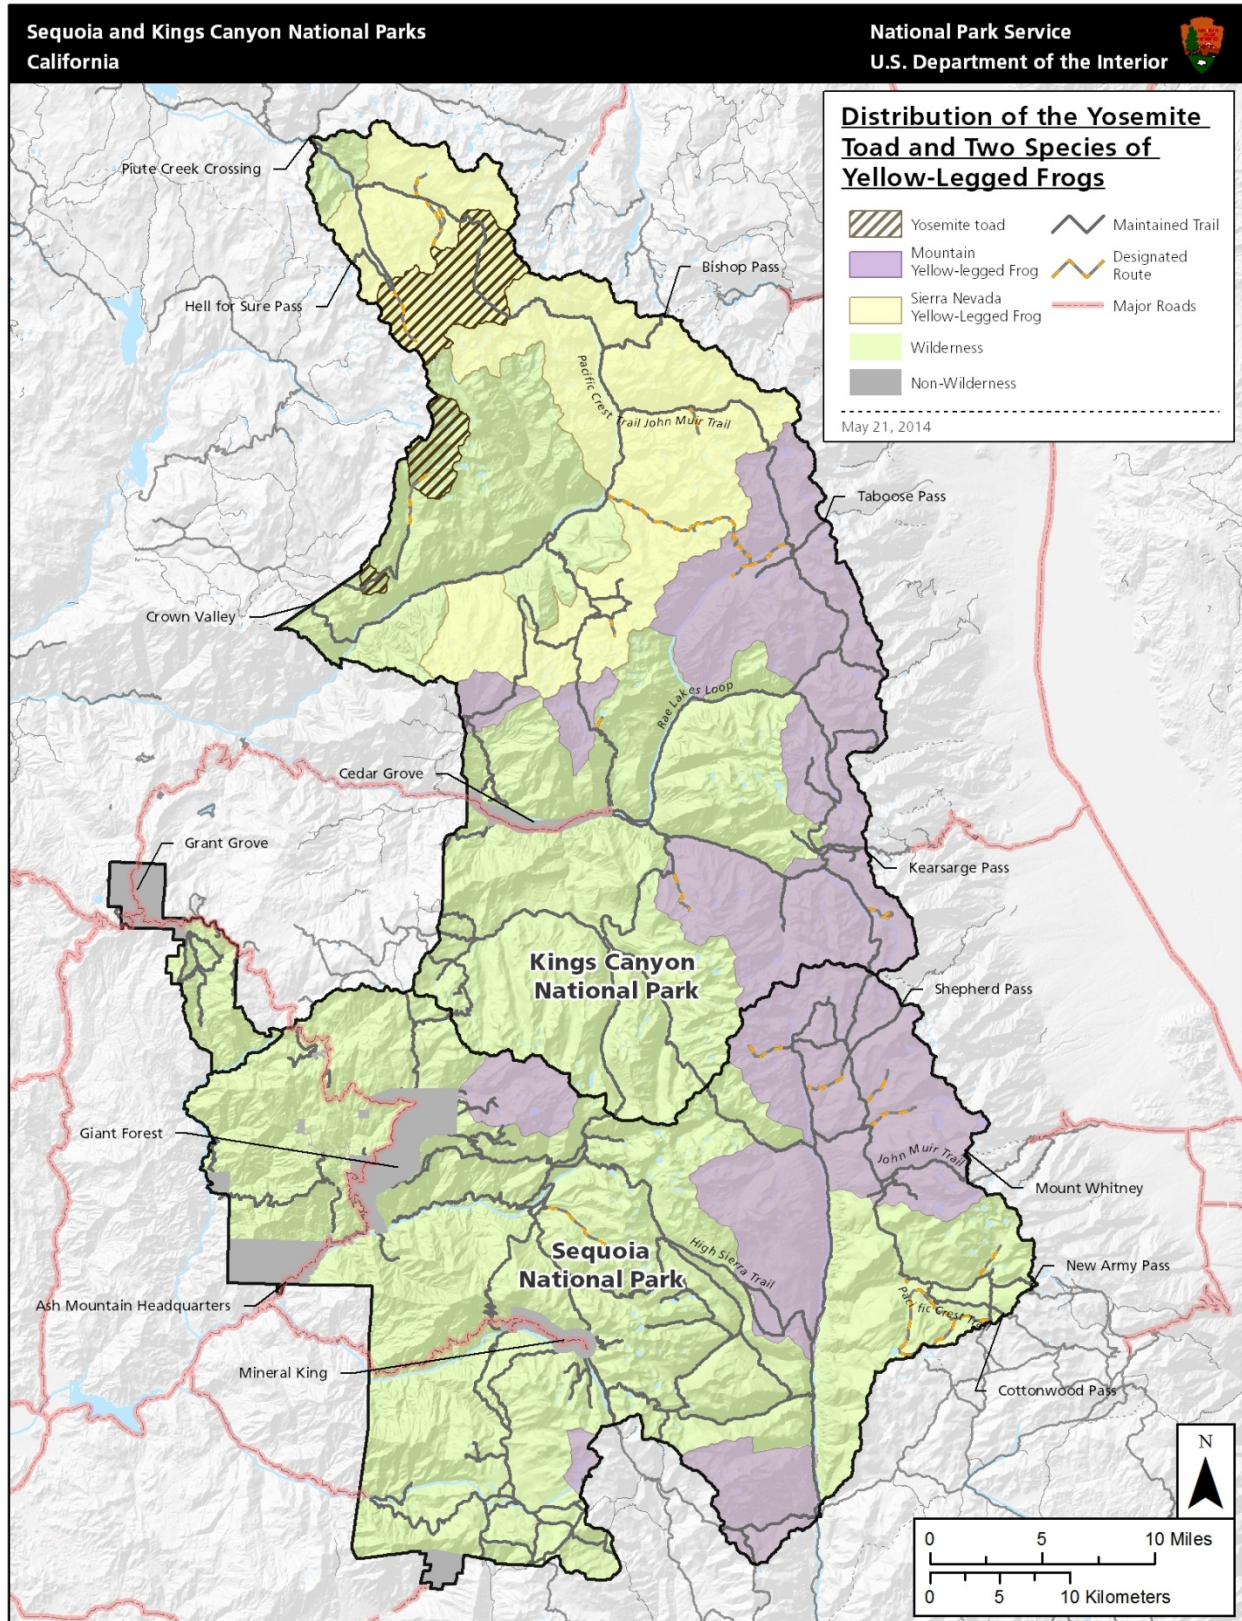 Sequoia and Kings Canyon National Parks
California
National Park Service
U.S. Department of the Interior
Distribution of the Yosemite
Toad and Two Species of
Yellow-Legged Frogs
Yosemite toad
Maintained Trail
Mountain
Yellow-legged Frog
Designated
Route
Sierra Nevada
Yellow-Legged Frog
Major Roads
Wilderness
Non-Wilderness
May 21, 2014
Piute Creek Crossing
Bishop Pass
Hell for Sure Pass
Pacific Crest Trail
John Muir Trail
Taboose Pass
Crown Valley
Rae Lakes Loop
Cedar Grove
Grant Grove
Kearsarge Pass
Kings Canyon
National Park
Shepherd Pass
Giant Forest
John Muir Trail
Mount Whitney
Sequoia
National Park
High Sierra Trail
New Army Pass
Ash Mountain Headquarters
Pacific Crest Trail
Mineral King
Cottonwood Pass
N
0 5 10 Miles
0 5 10 Kilometers